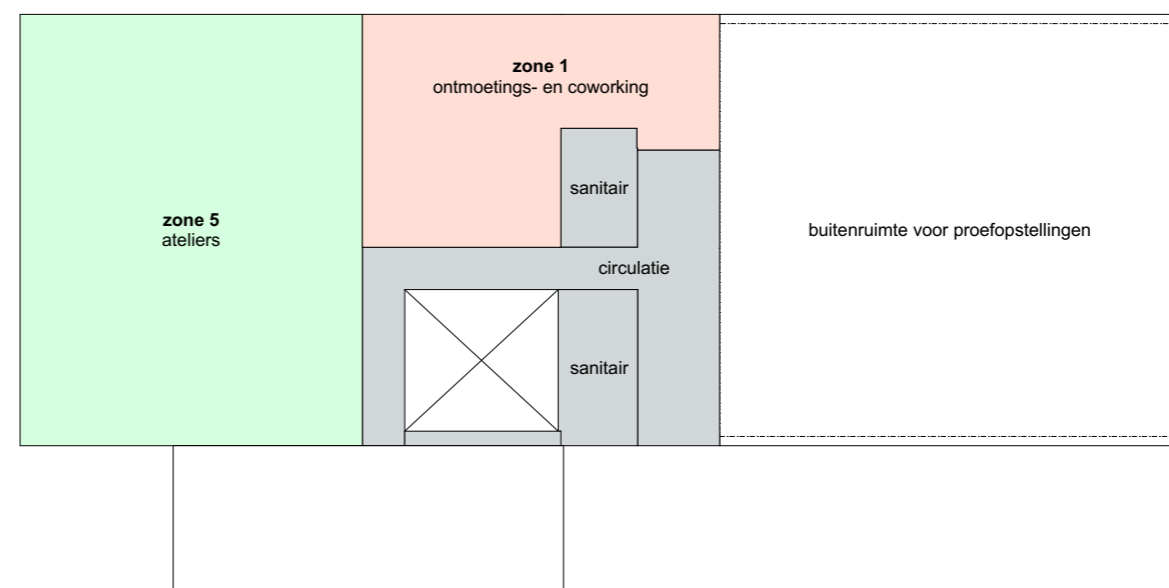 zone 1
ontmoetings- en coworking
sanitair
zone 5
ateliers
buitenruimte voor proefopstellingen
circulatie
sanitair